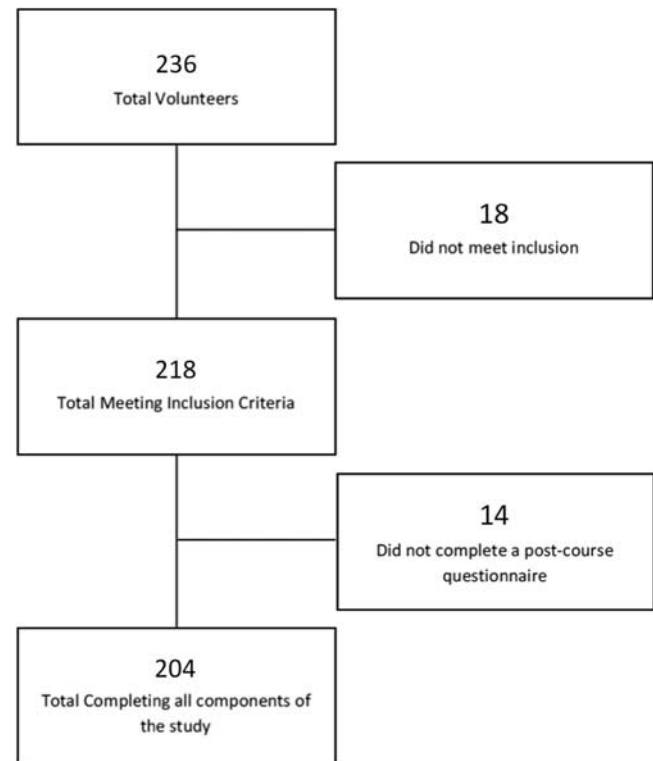 236
Total Volunteers
18
Did not meet inclusion
218
Total Meeting Inclusion Criteria
14
Did not complete a post-course
questionnaire
204
Total Completing all components of
the study